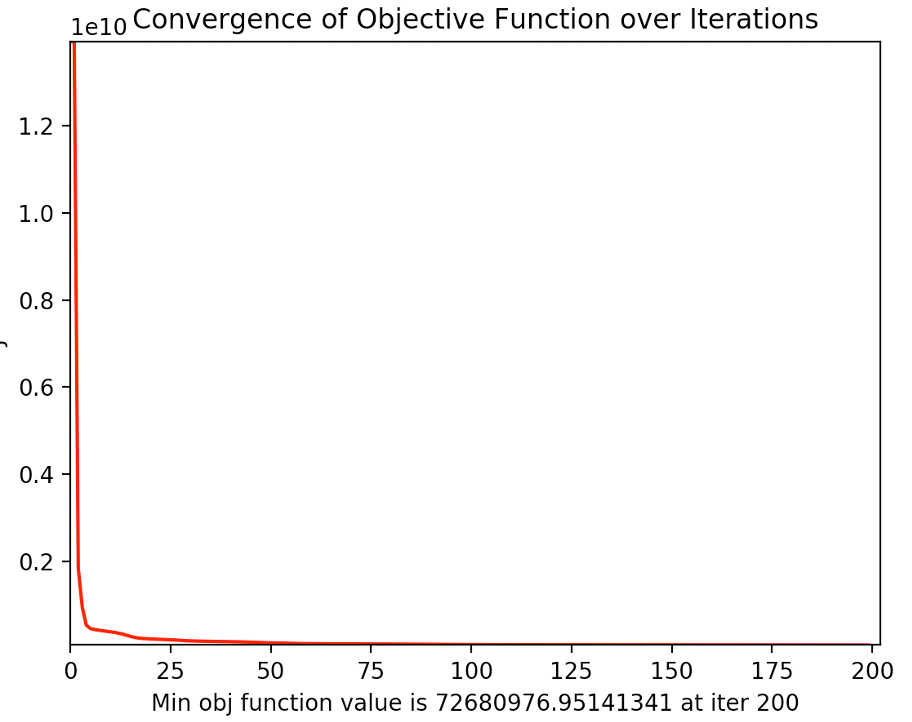 1e10 Convergence of Objective Function over Iterations
1.2
1.0
0.8
0.6
0.4
0.2
0 25 50 75 100 125 150 175 200
Min obj function value is 72680976.95141341 at iter 200